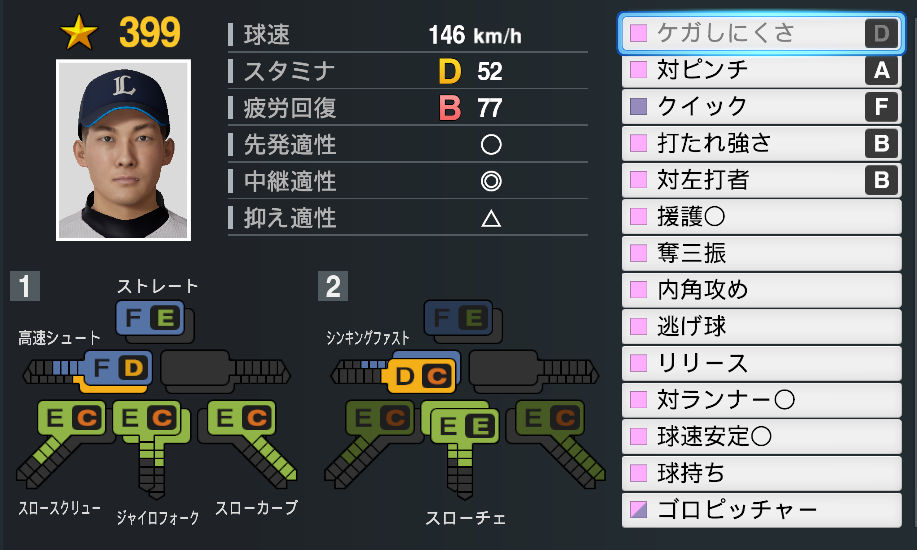 ★ 399
L
球速 146 km/h
スタミナ D 52
疲労回復 B 77
先発適性 ○
中継適性 ◎
抑え適性 △
1
ストレート
F E
高速シュート
F D
E C
E C
E C
スロースクリュー
ジャイロフォーク
スローカーブ
2
F E
シンキングファスト
D C
E C
E E
E C
スローチェ
ケガしにくさ D
対ピンチ A
クイック F
打たれ強さ B
対左打者 B
援護○
奪三振
内角攻め
逃げ球
リリース
対ランナー○
球速安定○
球持ち
ゴロピッチャー